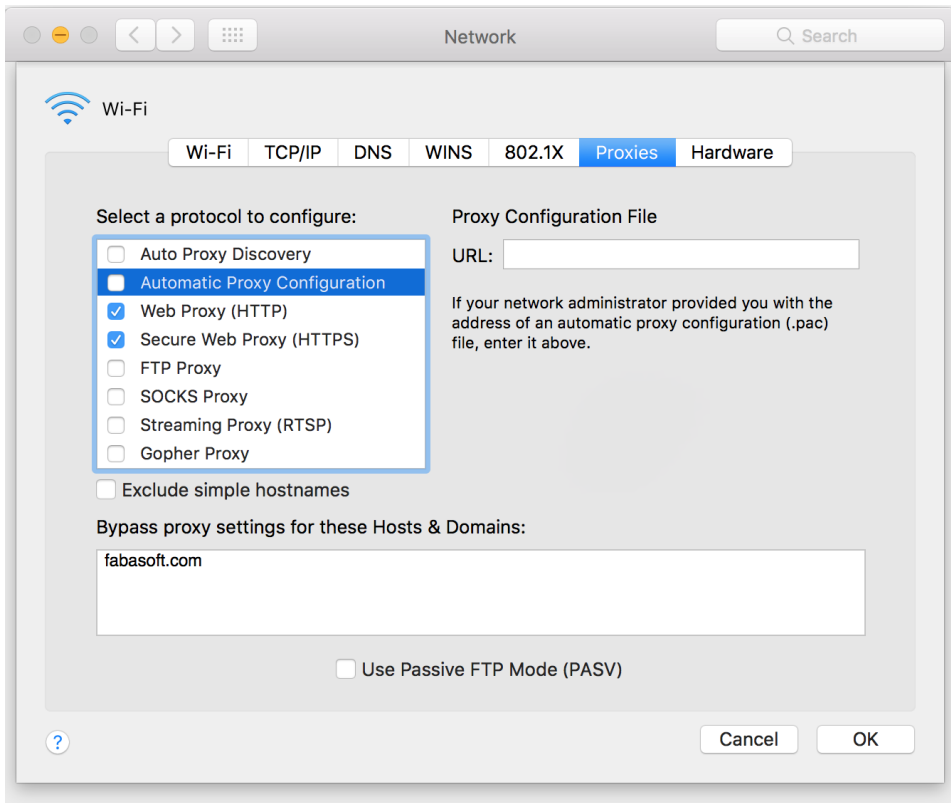 Network
Search
Wi-Fi
Wi-Fi TCP/IP DNS WINS 802.1X Proxies Hardware
Select a protocol to configure:
Auto Proxy Discovery
Automatic Proxy Configuration
Web Proxy (HTTP)
Secure Web Proxy (HTTPS)
FTP Proxy
SOCKS Proxy
Streaming Proxy (RTSP)
Gopher Proxy
Exclude simple hostnames
Proxy Configuration File
URL:
If your network administrator provided you with the
address of an automatic proxy configuration (.pac)
file, enter it above.
Bypass proxy settings for these Hosts & Domains:
fabasoft.com
Use Passive FTP Mode (PASV)
?
Cancel OK